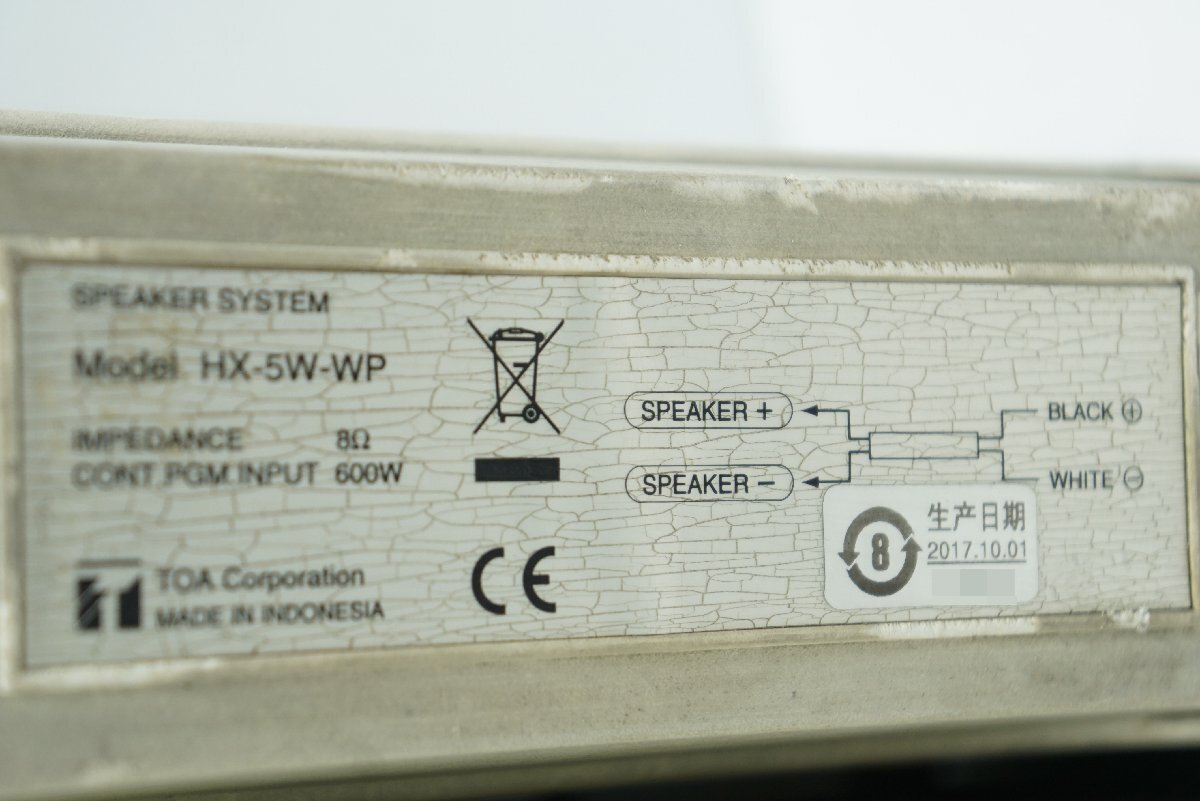 SPEAKER SYSTEM
Model HX-5W-WP
IMPEDANCE 8Ω
CONT.PGM.INPUT 600W
TOA Corporation
MADE IN INDONESIA
CE
SPEAKER +
SPEAKER −
BLACK ⊕
WHITE ⊖
8
生产日期
2017.10.01